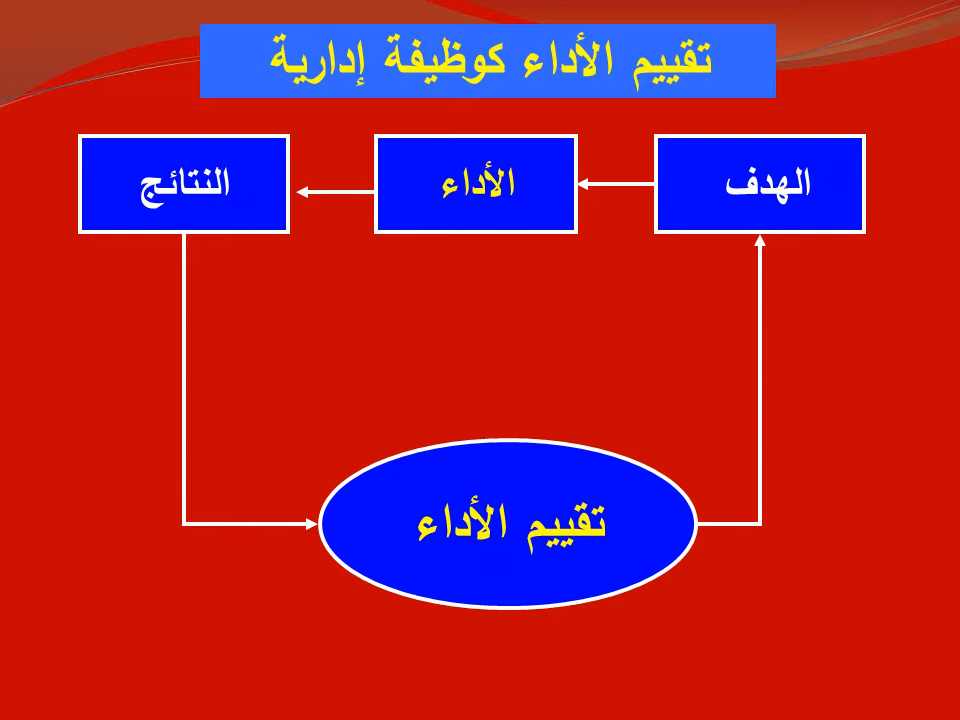 تقييم الأداء كوظيفة إدارية
الهدف
الأداء
النتائج
تقييم الأداء